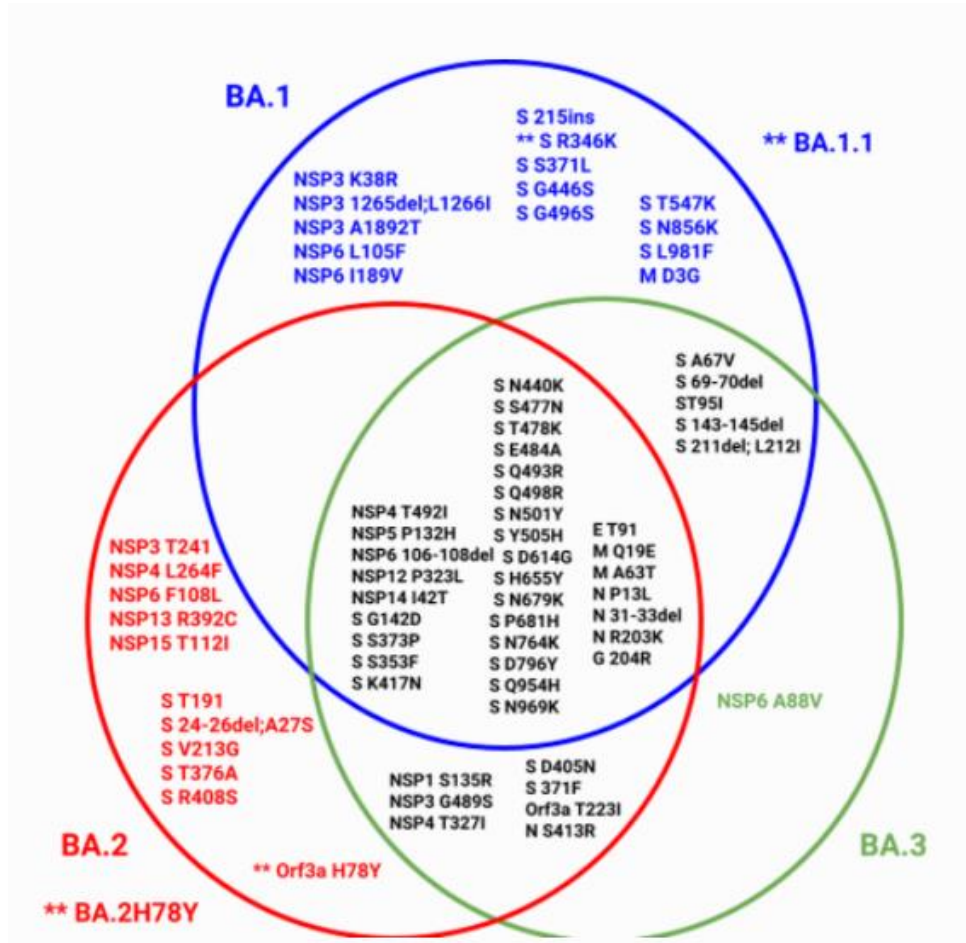 BA.1
S 215ins
** S R346K
S S371L
S G446S
S G496S
** BA.1.1
NSP3 K38R
NSP3 1265del;L1266I
NSP3 A1892T
NSP6 L105F
NSP6 I189V
S T547K
S N856K
S L981F
M D3G
S A67V
S 69-70del
ST95I
S 143-145del
S 211del; L212I
S N440K
S S477N
S T478K
S E484A
S Q493R
S Q498R
S N501Y
S Y505H
S D614G
S H655Y
S N679K
S P681H
S N764K
S D796Y
S Q954H
S N969K
NSP4 T492I
NSP5 P132H
NSP6 106-108del
NSP12 P323L
NSP14 I42T
S G142D
S S373P
S S353F
S K417N
E T91
M Q19E
M A63T
N P13L
N 31-33del
N R203K
G 204R
NSP3 T241
NSP4 L264F
NSP6 F108L
NSP13 R392C
NSP15 T112I
S T191
S 24-26del;A27S
S V213G
S T376A
S R408S
NSP6 A88V
NSP1 S135R
NSP3 G489S
NSP4 T327I
S D405N
S 371F
Orf3a T223I
N S413R
BA.2
BA.3
** Orf3a H78Y
** BA.2H78Y